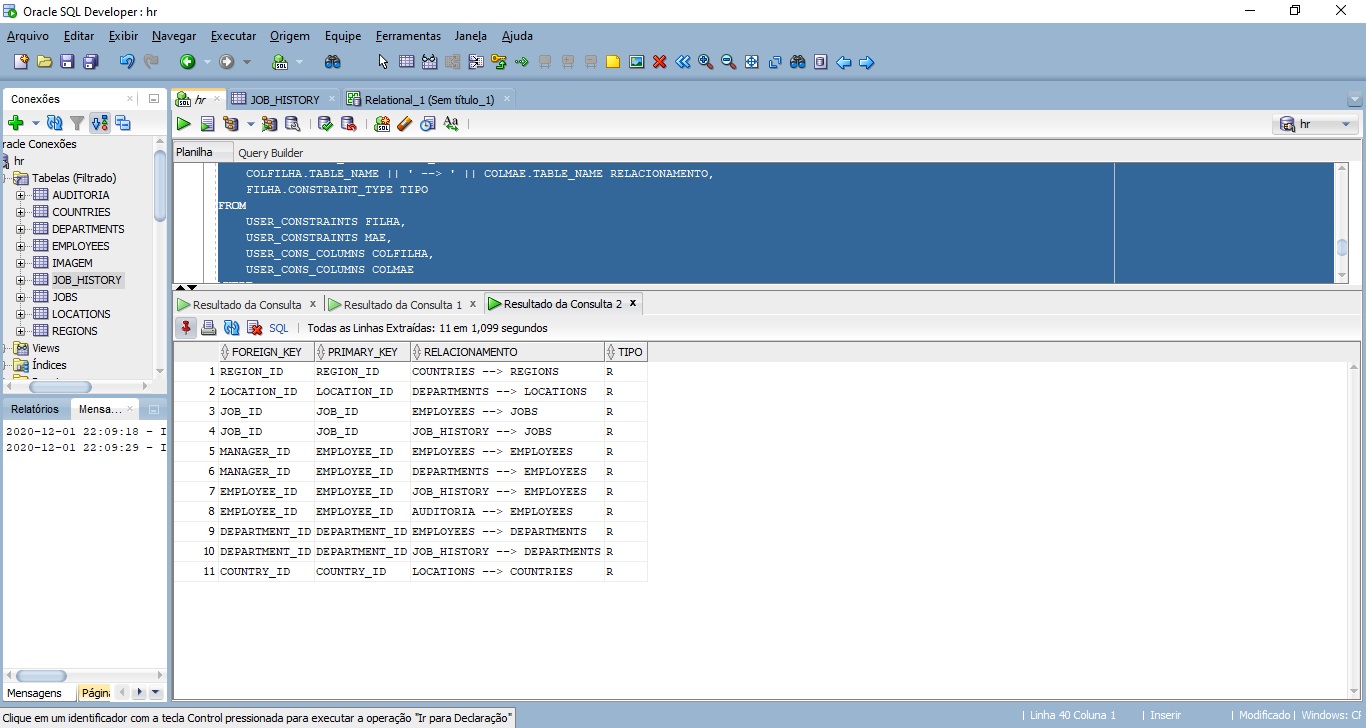 Oracle SQL Developer : hr
Arquivo Editar Exibir Navegar Executar Origem Equipe Ferramentas Janela Ajuda
Conexões
hr
JOB_HISTORY
Relational_1 (Sem título_1)
hr
rade Conexões
hr
Tabelas (Filtrado)
AUDITORIA
COUNTRIES
DEPARTMENTS
EMPLOYEES
IMAGEM
JOB_HISTORY
JOBS
LOCATIONS
REGIONS
Views
Índices
Planilha Query Builder
COLFILHA.TABLE_NAME || ' --> ' || COLMAE.TABLE_NAME RELACIONAMENTO,
FILHA.CONSTRAINT_TYPE TIPO
FROM
USER_CONSTRAINTS FILHA,
USER_CONSTRAINTS MAE,
USER_CONS_COLUMNS COLFILHA,
USER_CONS_COLUMNS COLMAE
Resultado da Consulta x Resultado da Consulta 1 x Resultado da Consulta 2 x
SQL | Todas as Linhas Extraídas: 11 em 1,099 segundos
FOREIGN_KEY PRIMARY_KEY RELACIONAMENTO TIPO
1 REGION_ID REGION_ID COUNTRIES --> REGIONS R
2 LOCATION_ID LOCATION_ID DEPARTMENTS --> LOCATIONS R
3 JOB_ID JOB_ID EMPLOYEES --> JOBS R
4 JOB_ID JOB_ID JOB_HISTORY --> JOBS R
5 MANAGER_ID EMPLOYEE_ID EMPLOYEES --> EMPLOYEES R
6 MANAGER_ID EMPLOYEE_ID DEPARTMENTS --> EMPLOYEES R
7 EMPLOYEE_ID EMPLOYEE_ID JOB_HISTORY --> EMPLOYEES R
8 EMPLOYEE_ID EMPLOYEE_ID AUDITORIA --> EMPLOYEES R
9 DEPARTMENT_ID DEPARTMENT_ID EMPLOYEES --> DEPARTMENTS R
10 DEPARTMENT_ID DEPARTMENT_ID JOB_HISTORY --> DEPARTMENTS R
11 COUNTRY_ID COUNTRY_ID LOCATIONS --> COUNTRIES R
Relatórios Mensa...
2020-12-01 22:09:18 - I
2020-12-01 22:09:29 - I
Mensagens Págin
Clique em um identificador com a tecla Control pressionada para executar a operação "Ir para Declaração"
| Linha 40 Coluna 1 | Inserir | Modificado | Windows: CF